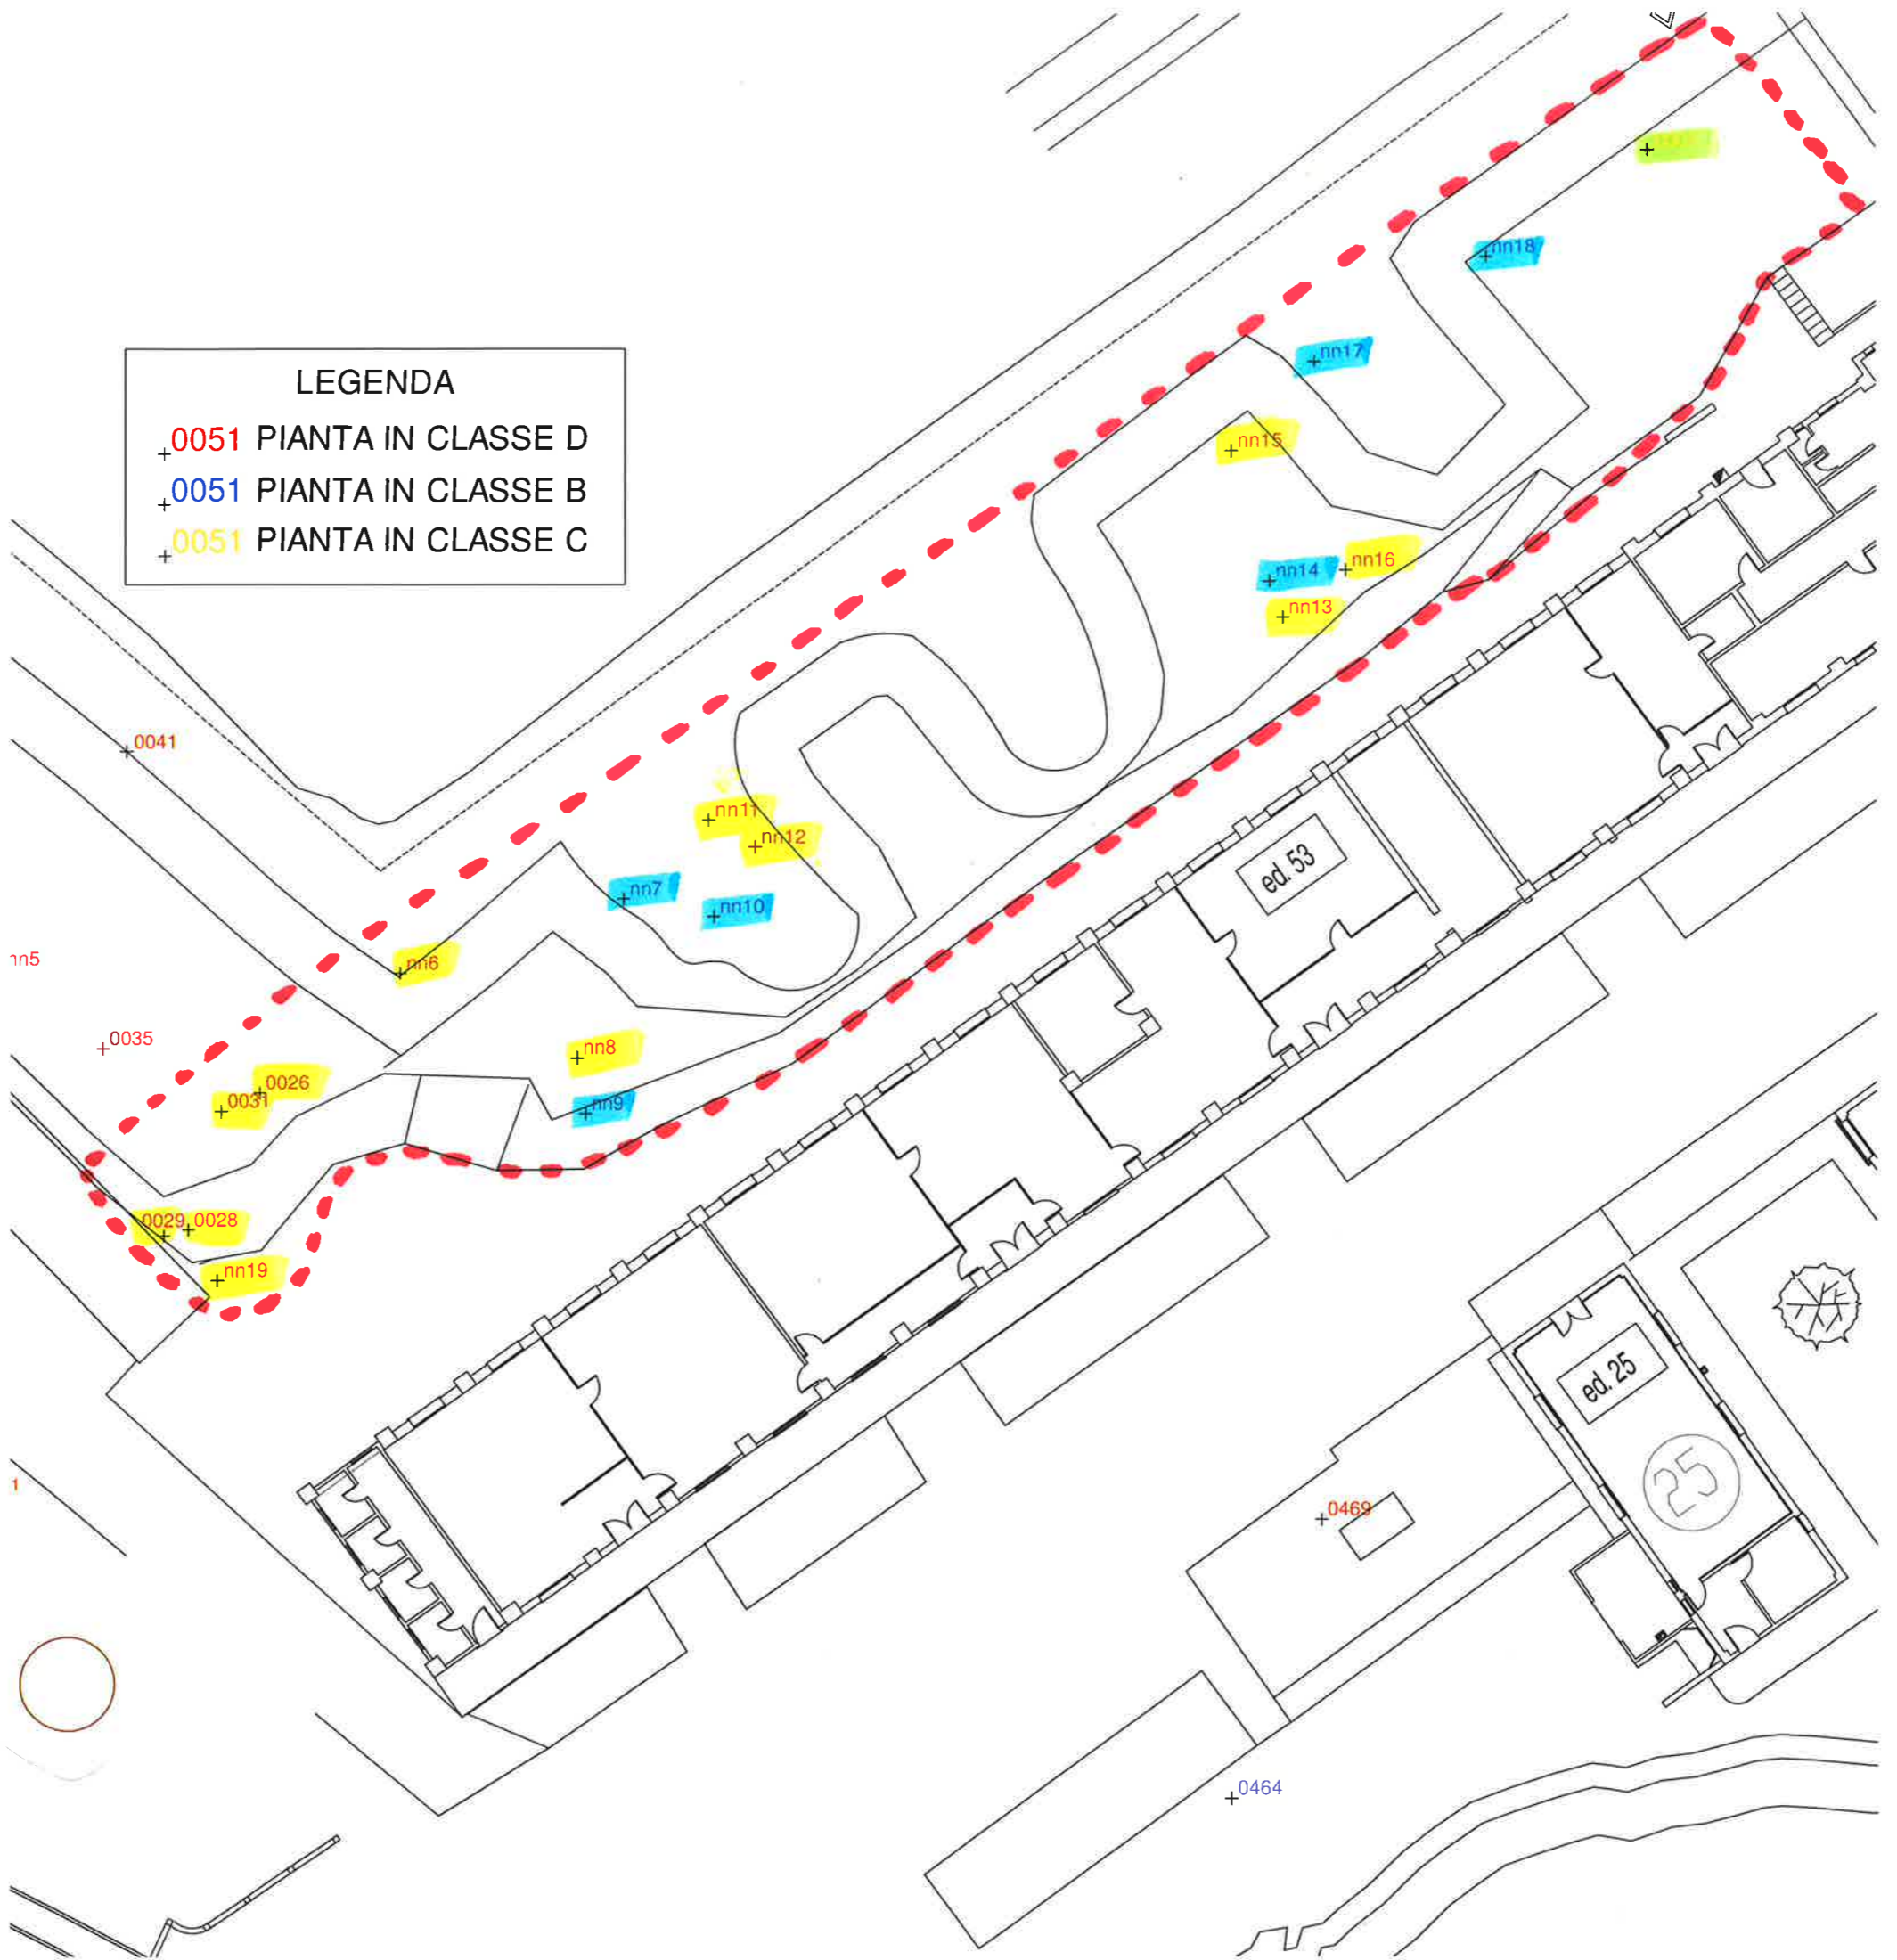 LEGENDA
0051 PIANTA IN CLASSE D
0051 PIANTA IN CLASSE B
0051 PIANTA IN CLASSE C
nn18
nn17
nn15
nn16
nn14
nn13
0041
nn11
nn12
nn7
nn10
nn6
nn5
0035
nn8
0026
0031
nn9
0029
0028
nn19
ed. 53
ed. 25
25
1
0469
0464